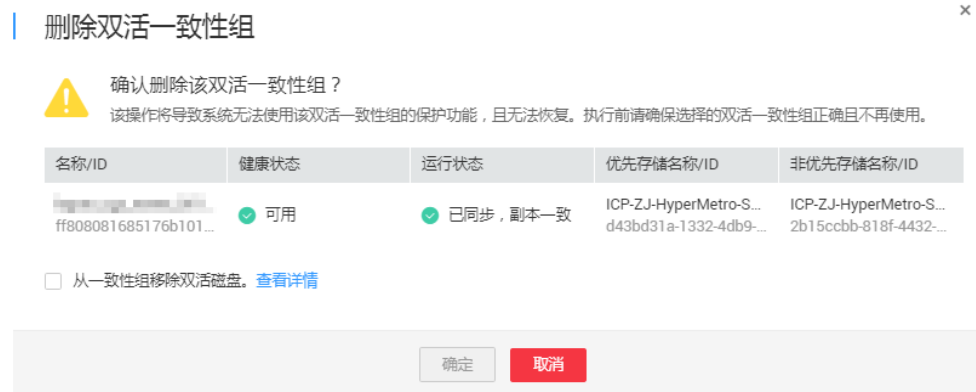 删除双活一致性组
确认删除该双活一致性组？
该操作将导致系统无法使用该双活一致性组的保护功能，且无法恢复。执行前请确保选择的双活一致性组正确且不再使用。
名称/ID 健康状态 运行状态 优先存储名称/ID 非优先存储名称/ID
可用 已同步，副本一致 ICP-ZJ-HyperMetro-S... ICP-ZJ-HyperMetro-S...
ff808081685176b101... d43bd31a-1332-4db9-... 2b15ccbb-818f-4432-...
从一致性组移除双活磁盘。查看详情
确定 取消